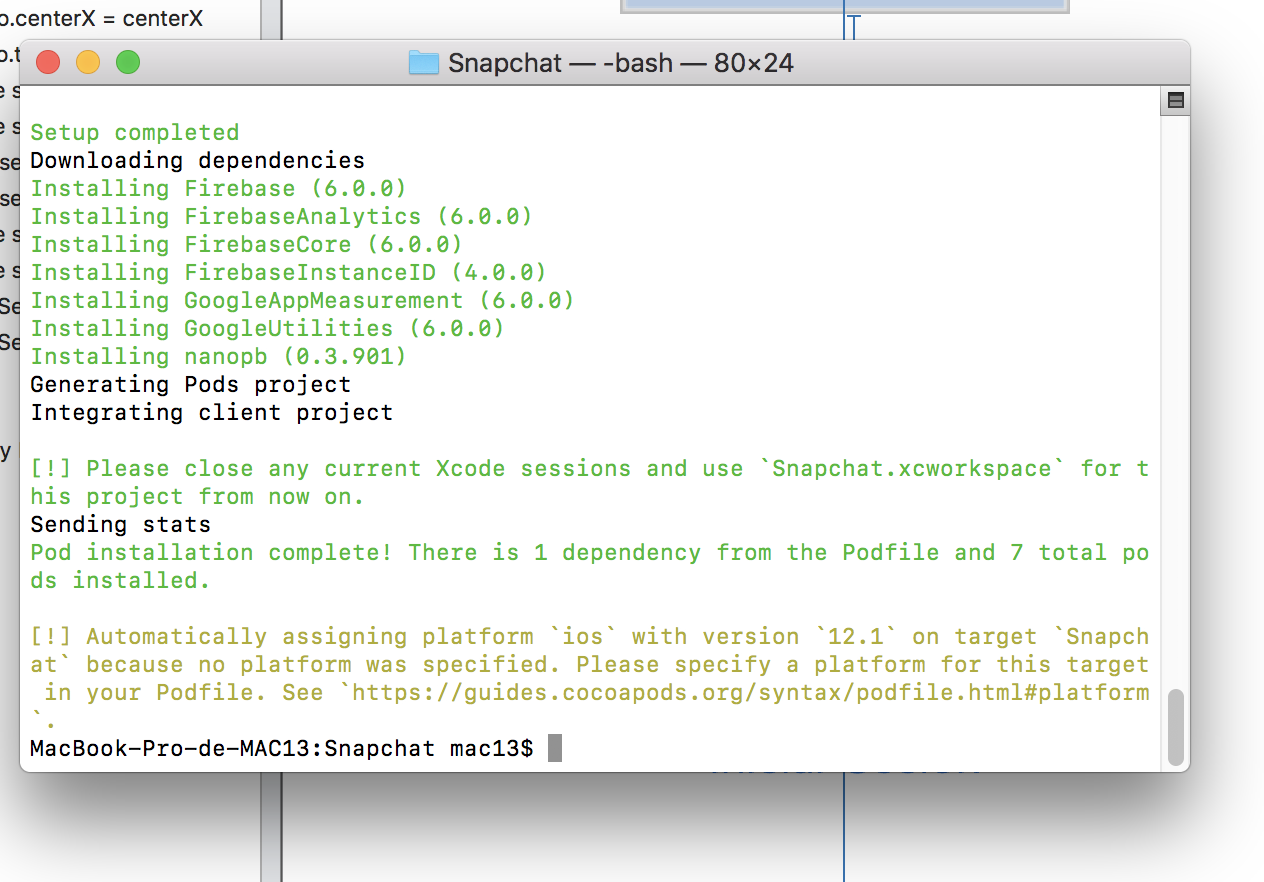 o.centerX = centerX
Snapchat — -bash — 80×24
Setup completed
Downloading dependencies
Installing Firebase (6.0.0)
Installing FirebaseAnalytics (6.0.0)
Installing FirebaseCore (6.0.0)
Installing FirebaseInstanceID (4.0.0)
Installing GoogleAppMeasurement (6.0.0)
Installing GoogleUtilities (6.0.0)
Installing nanopb (0.3.901)
Generating Pods project
Integrating client project
[!] Please close any current Xcode sessions and use `Snapchat.xcworkspace` for t
his project from now on.
Sending stats
Pod installation complete! There is 1 dependency from the Podfile and 7 total po
ds installed.
[!] Automatically assigning platform `ios` with version `12.1` on target `Snapch
at` because no platform was specified. Please specify a platform for this target
 in your Podfile. See `https://guides.cocoapods.org/syntax/podfile.html#platform
`.
MacBook-Pro-de-MAC13:Snapchat mac13$